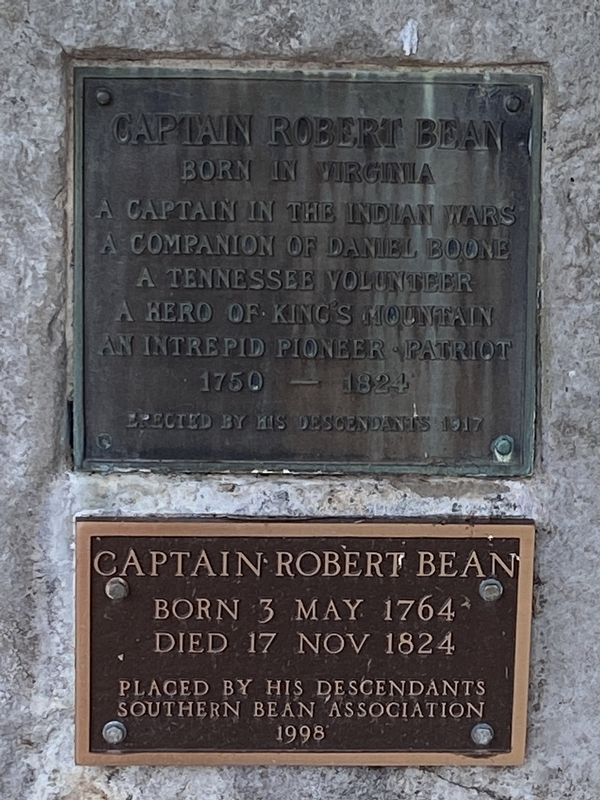 CAPTAIN ROBERT BEAN
BORN IN VIRGINIA
A CAPTAIN IN THE INDIAN WARS
A COMPANION OF DANIEL BOONE
A TENNESSEE VOLUNTEER
A HERO OF KING'S MOUNTAIN
AN INTREPID PIONEER · PATRIOT
1750 — 1824
ERECTED BY HIS DESCENDANTS 1917
CAPTAIN ROBERT BEAN
BORN 3 MAY 1764
DIED 17 NOV 1824
PLACED BY HIS DESCENDANTS
SOUTHERN BEAN ASSOCIATION
1998